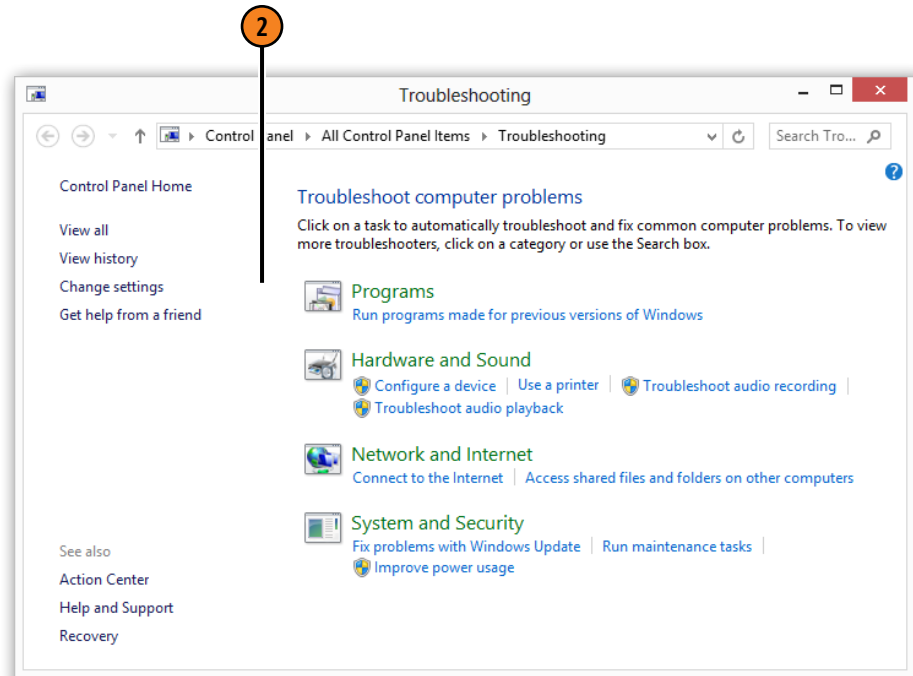 2
Troubleshooting
Control Panel ▸ All Control Panel Items ▸ Troubleshooting
Search Tro...
Control Panel Home
View all
View history
Change settings
Get help from a friend
See also
Action Center
Help and Support
Recovery
Troubleshoot computer problems
Click on a task to automatically troubleshoot and fix common computer problems. To view
more troubleshooters, click on a category or use the Search box.
Programs
Run programs made for previous versions of Windows
Hardware and Sound
Configure a device | Use a printer | Troubleshoot audio recording |
Troubleshoot audio playback
Network and Internet
Connect to the Internet | Access shared files and folders on other computers
System and Security
Fix problems with Windows Update | Run maintenance tasks |
Improve power usage